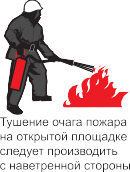 Тушение очага пожара
на открытой площадке
следует производить
с наветренной стороны